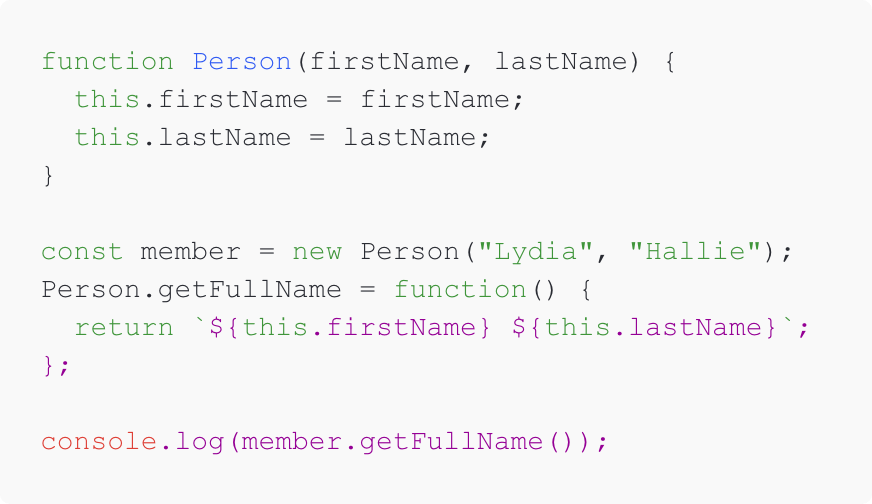 function Person(firstName, lastName) {
  this.firstName = firstName;
  this.lastName = lastName;
}

const member = new Person("Lydia", "Hallie");
Person.getFullName = function() {
  return `${this.firstName} ${this.lastName}`;
};

console.log(member.getFullName());